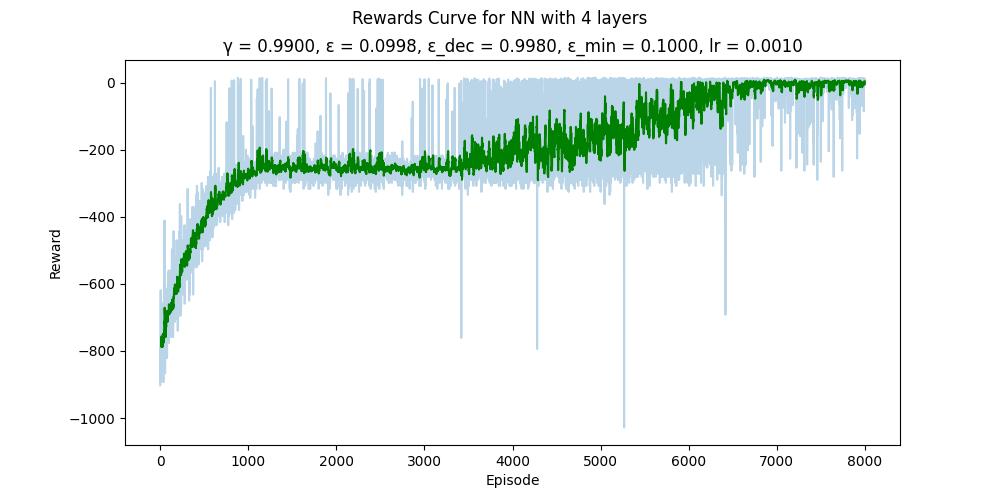 Rewards Curve for NN with 4 layers
γ = 0.9900, ε = 0.0998, ε_dec = 0.9980, ε_min = 0.1000, lr = 0.0010
Reward
0
−200
−400
−600
−800
−1000
0 1000 2000 3000 4000 5000 6000 7000 8000
Episode